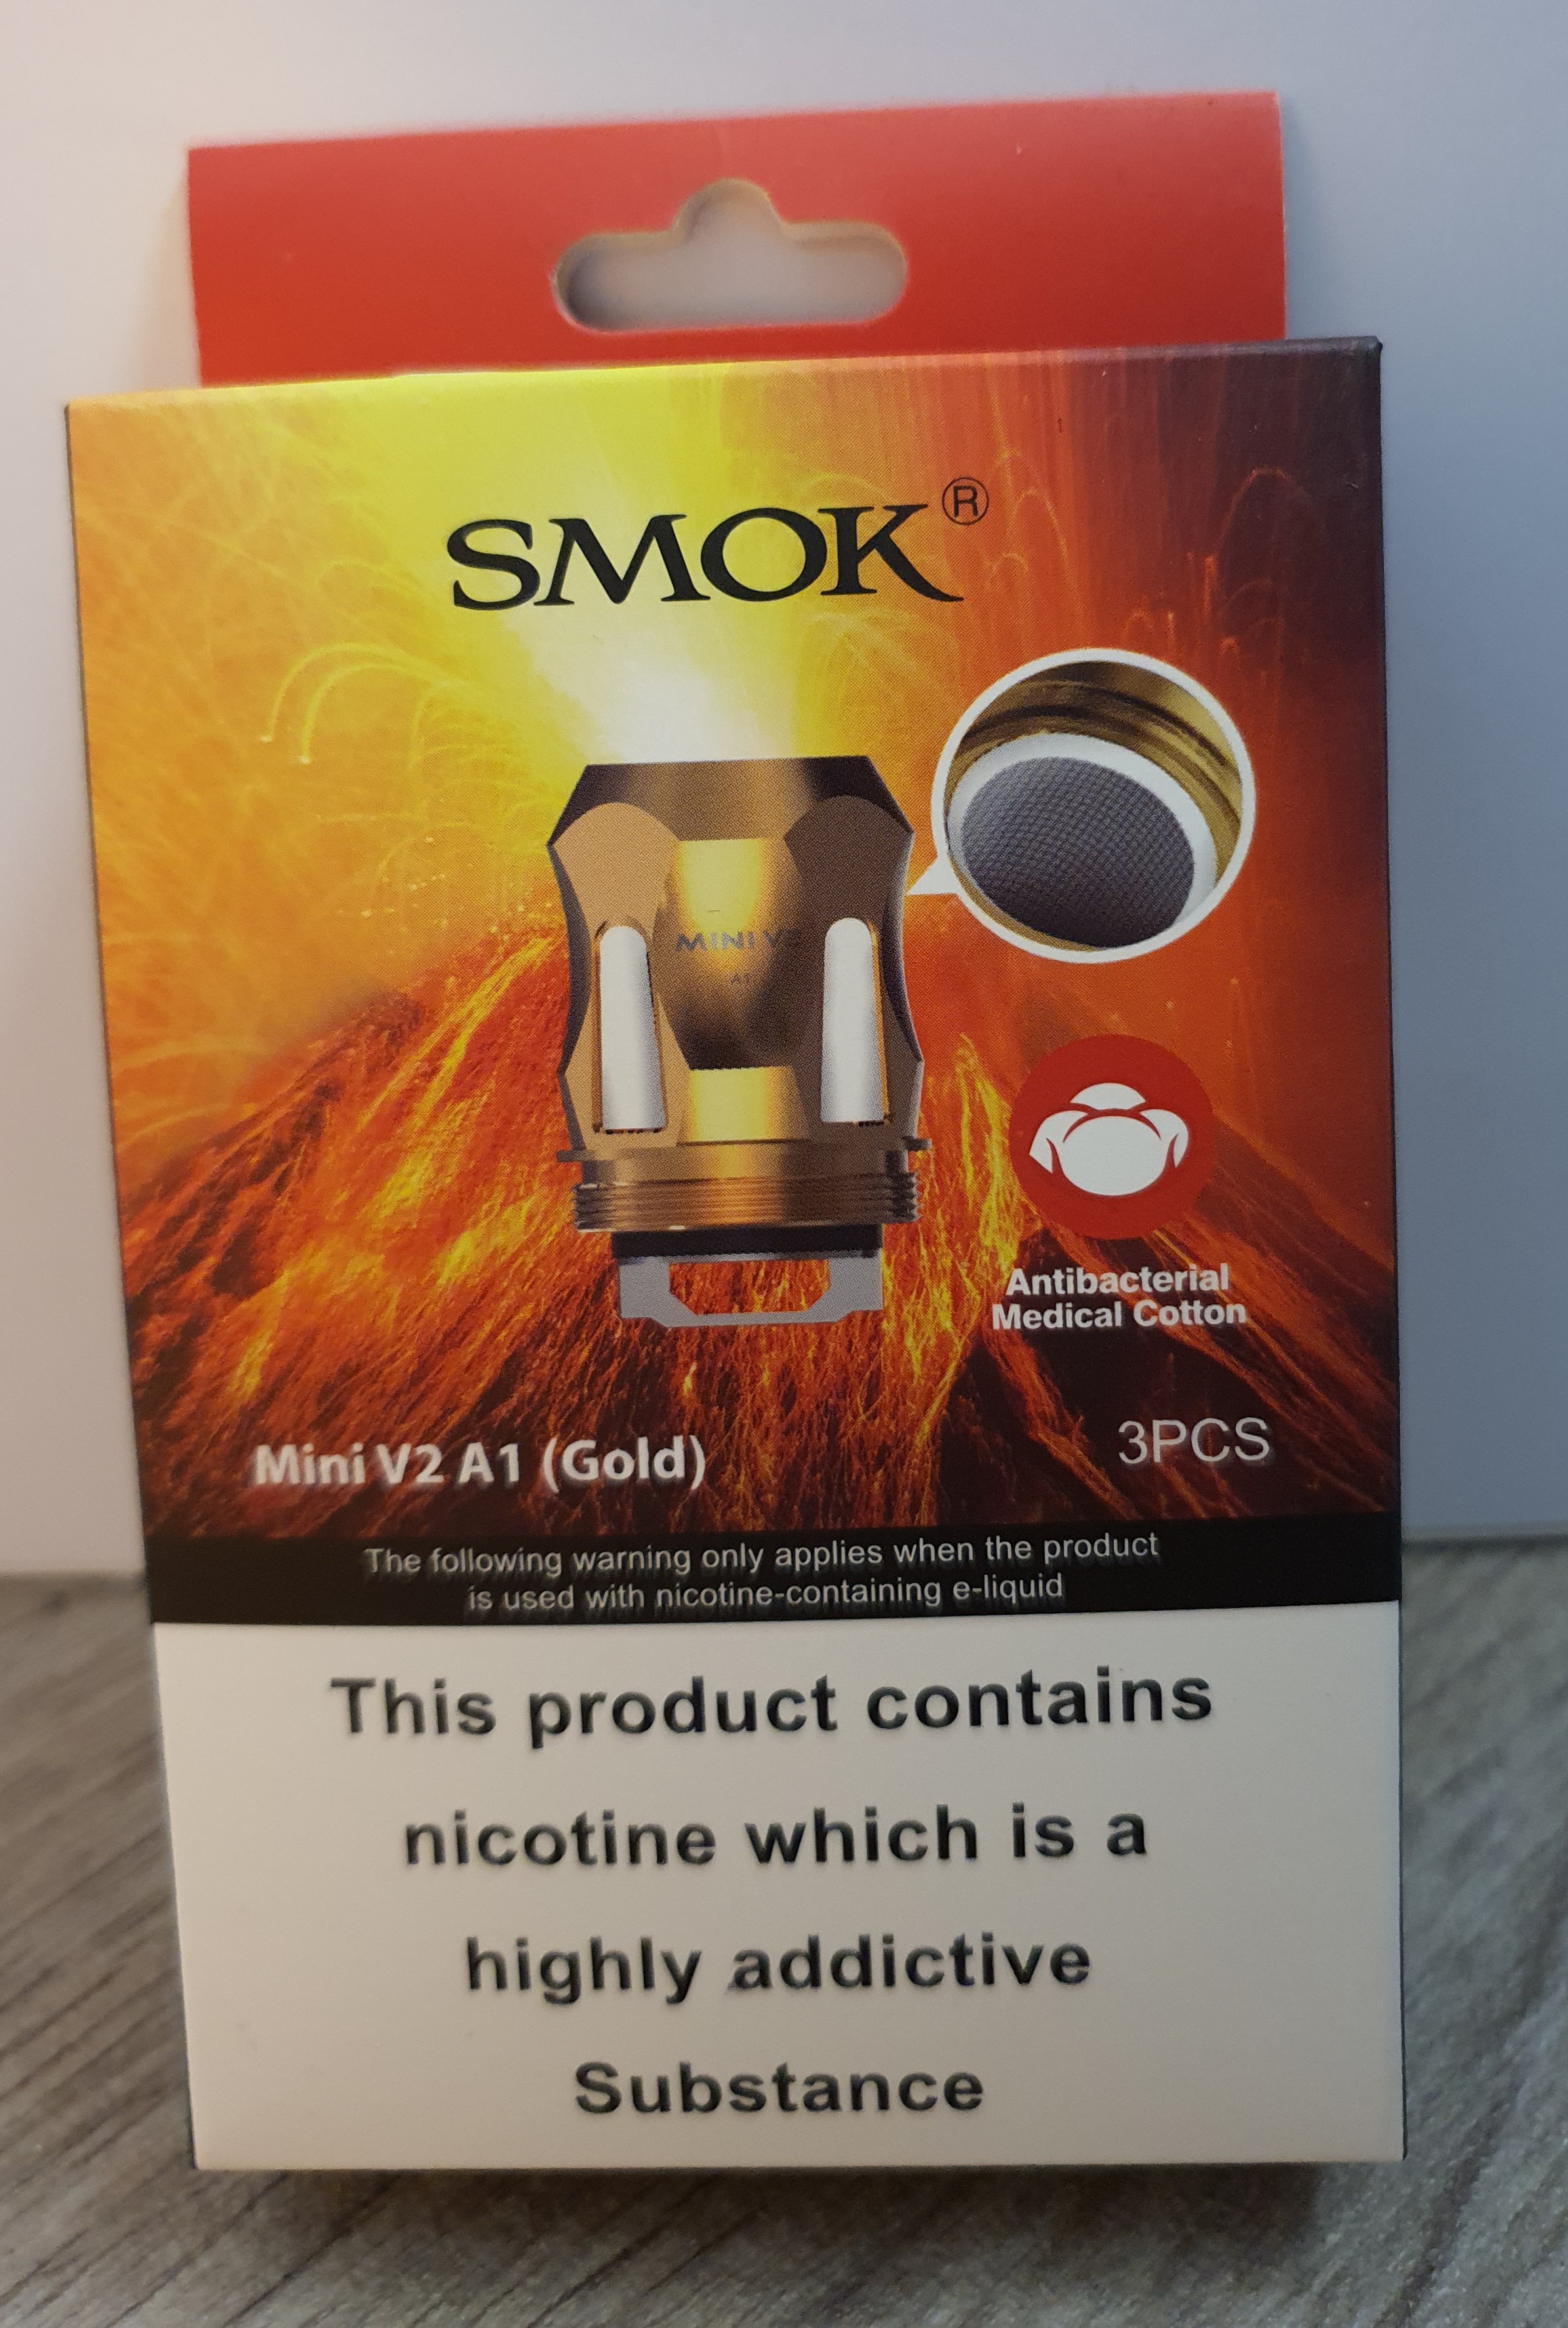 SMOK®
MINI V2
A1
Antibacterial
Medical Cotton
Mini V2 A1 (Gold)
3PCS
The following warning only applies when the product
is used with nicotine-containing e-liquid
This product contains
nicotine which is a
highly addictive
Substance